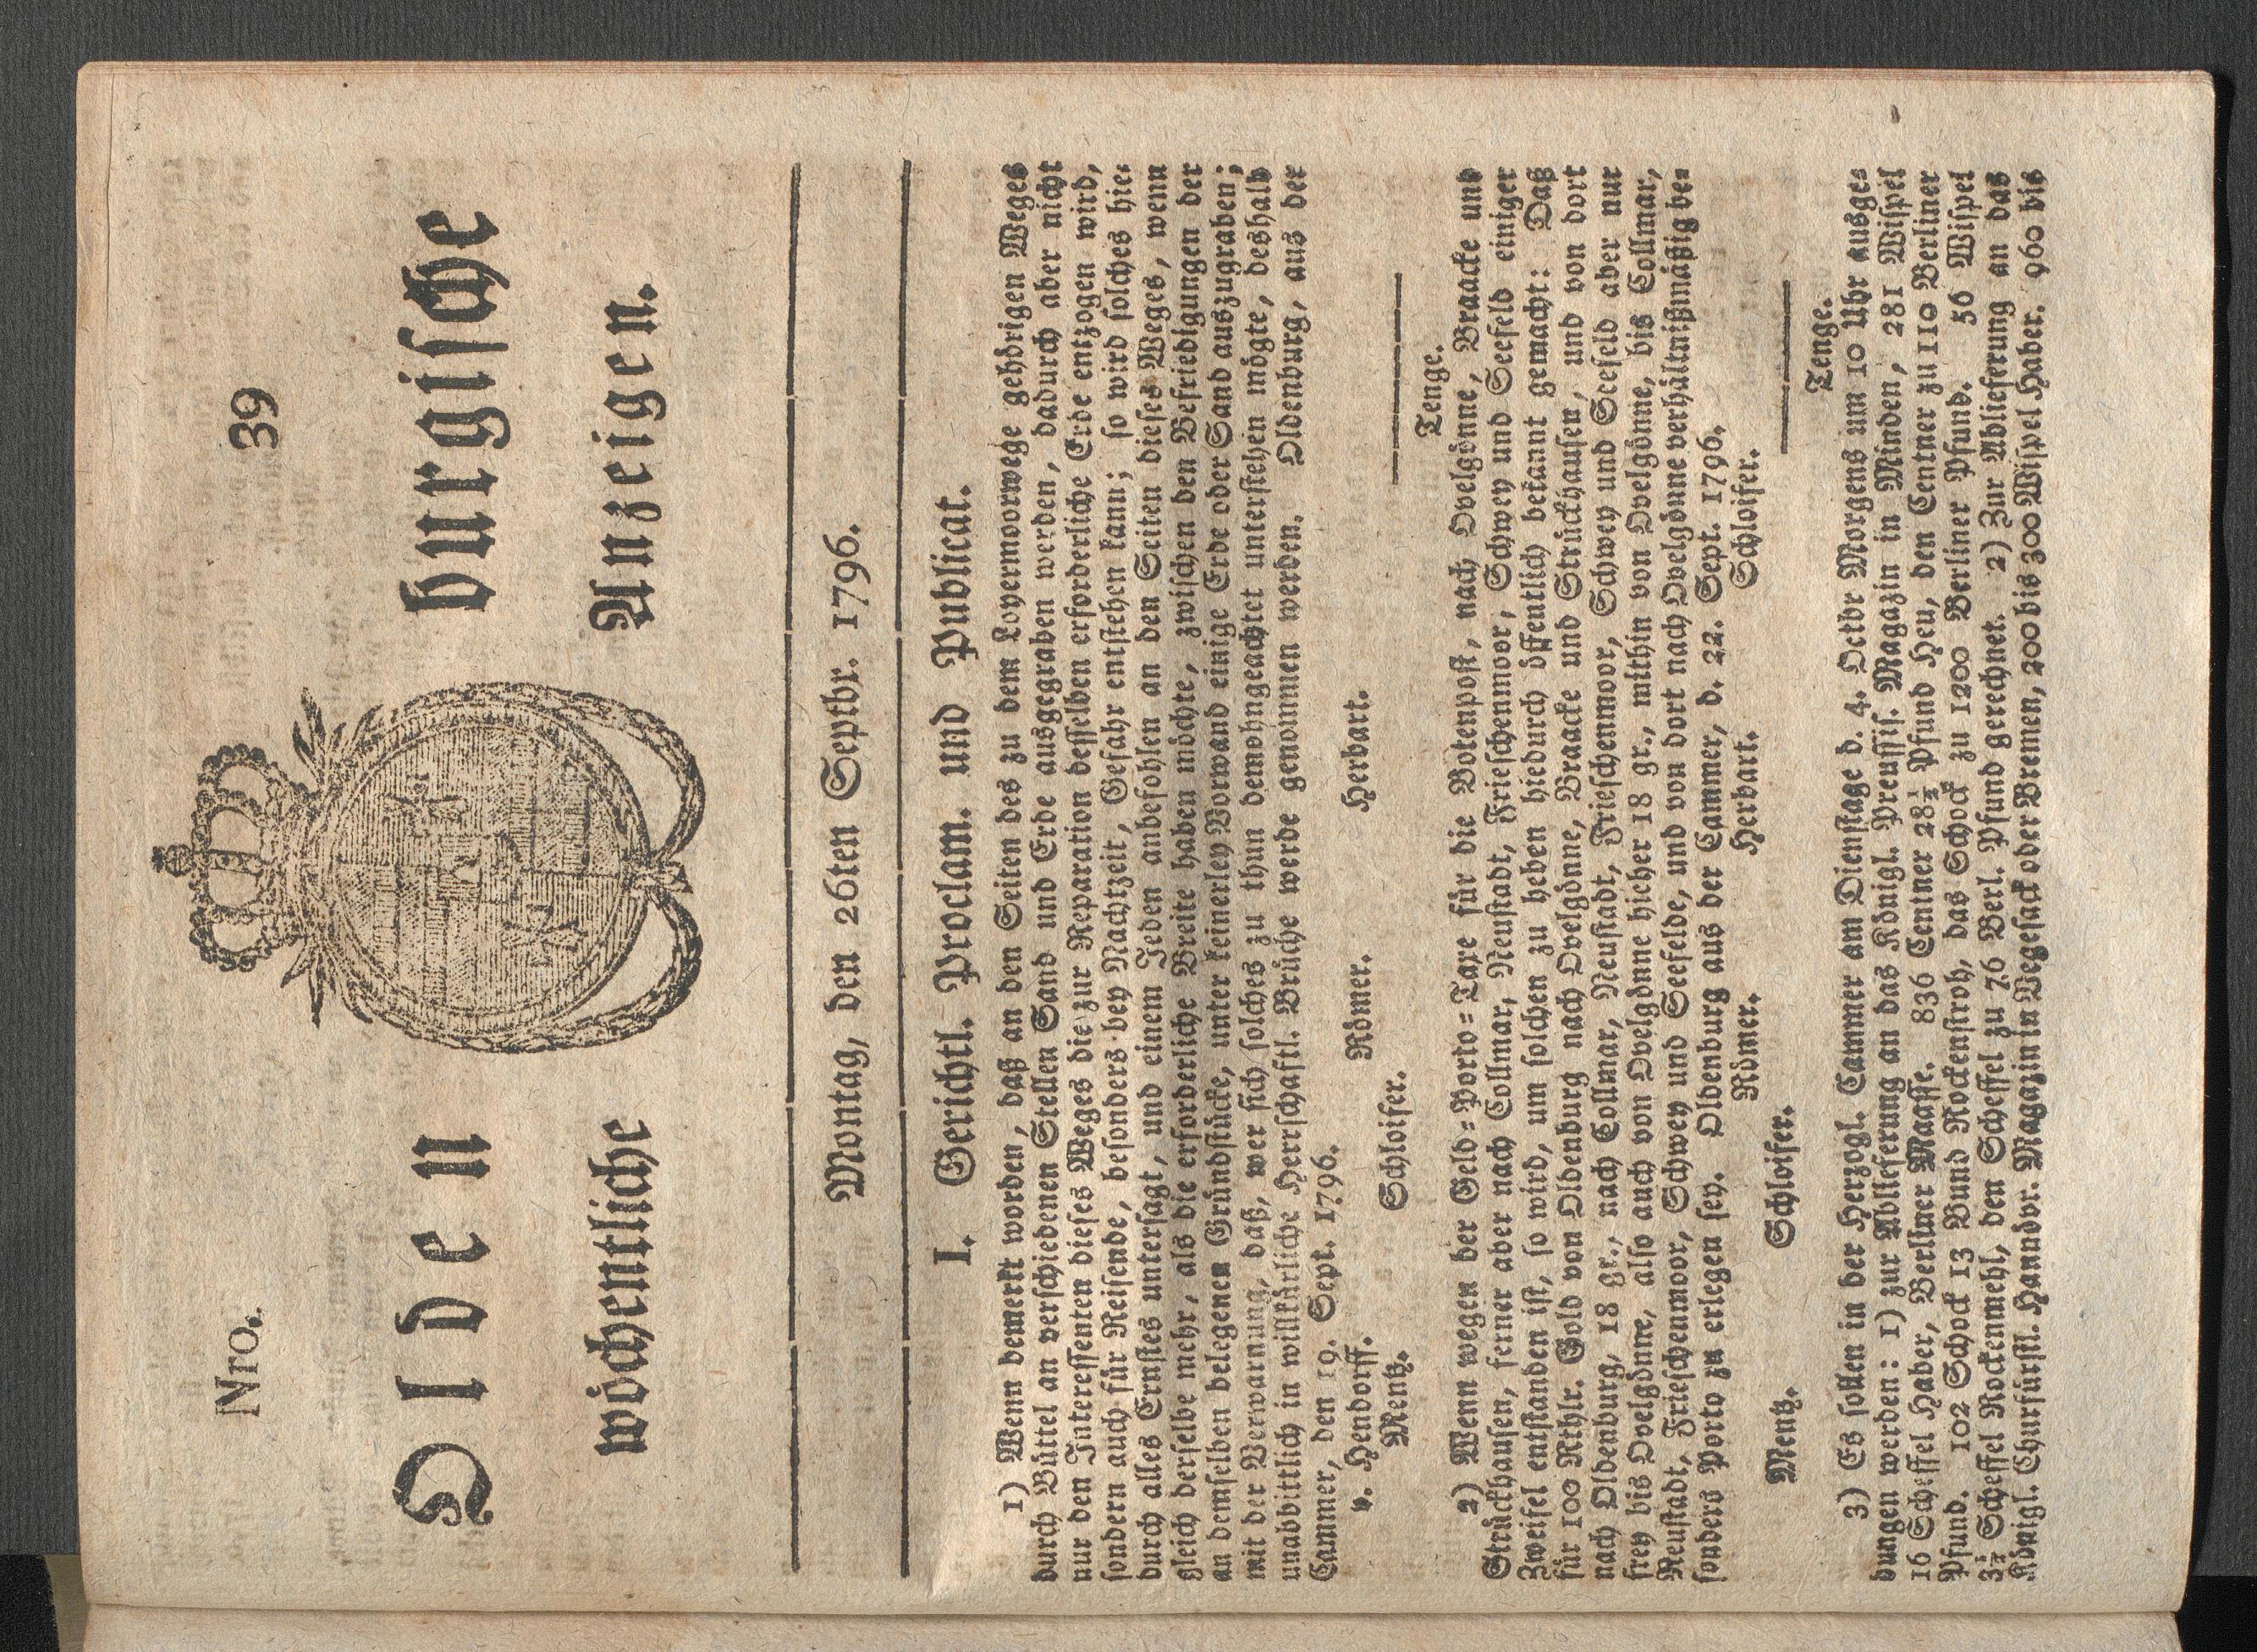 Nro. 39
Olden burgische
wöchentliche Anzeigen.
Montag, den 26ten Septbr. 1796.
I. Gerichtl. Proclam. und Publicat.
1) Wenn bemerkt worden, daß an den Seiten des zu dem Loyermoorwege gehörigen Weges
durch Büttel an verschiedenen Stellen Sand und Erde ausgegraben werden, dadurch aber nicht
nur den Interessenten dieses Weges die zur Reparation desselben erforderliche Erde entzogen wird,
sondern auch für Reisende, besonders bey Nachtzeit, Gefahr entstehen kann; so wird solches hie-
durch alles Ernstes untersagt, und einem Jeden anbefohlen an den Seiten dieses Weges, wenn
gleich derselbe mehr, als die erforderliche Breite haben möchte, zwischen den Befriedigungen der
an demselben belegenen Gründstücke, unter keinerley Vorwand einige Erde oder Sand auszugraben;
mit der Verwarnung, daß, wer sich solches zu thun demohngeachtet unterstehen mögte, deshalb
unabbittlich in willkürliche Herrschaftl. Brüche werde genommen werden. Oldenburg, aus der
Cammer, den 19. Sept. 1796.
v. Hendorff. Römer. Herbart.
Mentz. Schloifer.
Tenge.
2) Wenn wegen der Geld-Porto-Taxe für die Botenpost, nach Ovelgönne, Braacke und
Strückhausen, ferner aber nach Collmar, Neustadt, Frieschenmoor, Schwey und Seefeld einiger
Zweifel entstanden ist, so wird, um solchen zu heben hiedurch öffentlich bekannt gemacht: Daß
für 100 Rthlr. Gold von Oldenburg nach Ovelgönne, Braacke und Strückhausen, und von dort
nach Oldenburg, 18 gr., nach Collmar, Neustadt, Frieschenmoor, Schwey und Seefeld aber nur
frey bis Ovelgönne, also auch von Ovelgönne hieher 18 gr., mithin von Ovelgönne, bis Collmar,
Neustadt, Frieschenmoor, Schwey und Seefelde, und von dort nach Ovelgönne verhältnißmäßig be-
sonders Porto zu erlegen sey. Oldenburg aus der Cammer, d. 22. Sept. 1796.
Römer. Herbart. Schloifer.
Mentz. Schloifer.
Tenge.
3) Es sollen in der Herzogl. Cammer am Dienstage d. 4. Octbr Morgens um 10 Uhr ausge-
dungen werden: 1) zur Ablieferung an das Königl. Preussis. Magazin in Minden, 281 Wispel
16 Scheffel Haber, Berliner Maasse. 836 Centner 28½ Pfund Heu, den Centner zu 110 Berliner
Pfund. 102 Schock 13 Bund Rockenstroh, das Schock zu 1200 Berliner Pfund. 56 Wispel
3½ Scheffel Rockenmehl, den Scheffel zu 76 Berl. Pfund gerechnet. 2) Zur Ablieferung an das
Königl. Churfürstl. Hannövr. Magazin in Vegesack oder Bremen, 200 bis 300 Wispel Haber. 960 bis